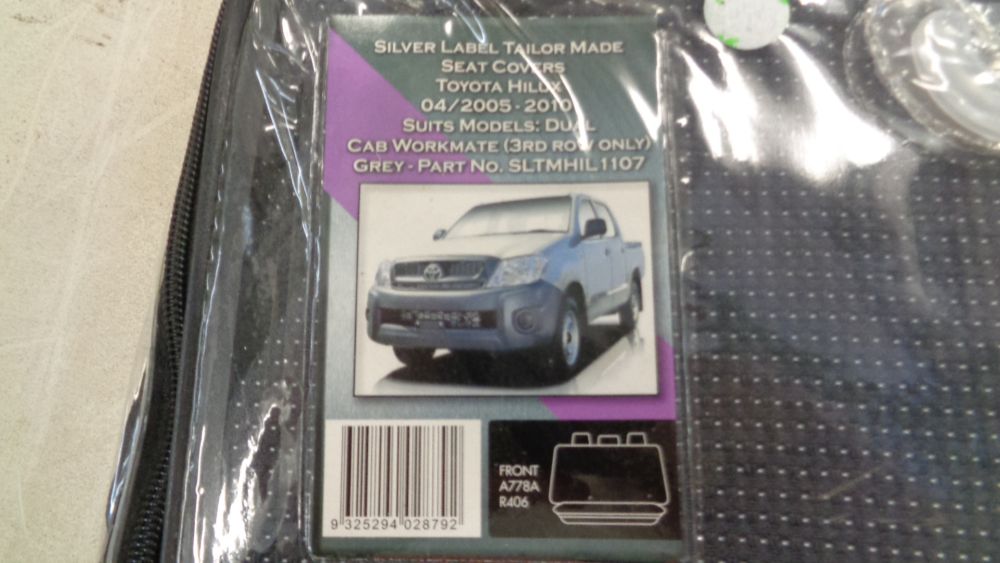 Silver Label Tailor Made
Seat Covers
Toyota Hilux
04/2005 - 2010
Suits Models: Dual
Cab Workmate (3rd row only)
Grey - Part No. SLTMHIL1107
FRONT
A778A
R406
9 325294 028792